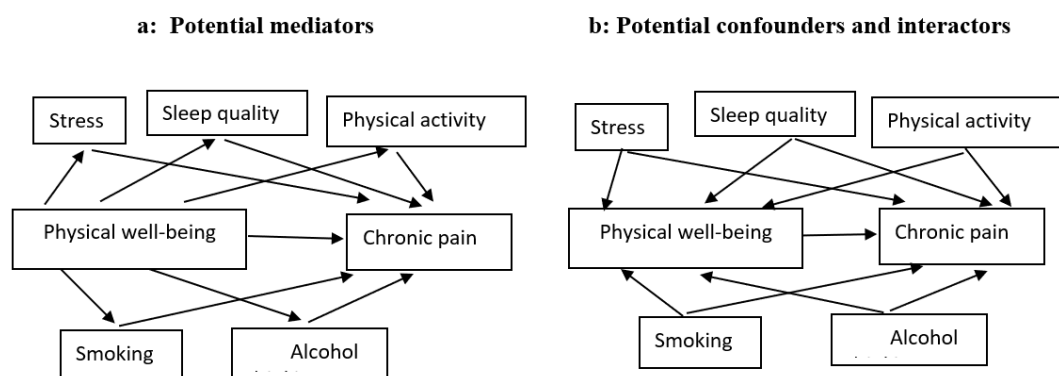 a: Potential mediators
b: Potential confounders and interactors
Stress
Sleep quality
Physical activity
Physical well-being
Chronic pain
Smoking
Alcohol
Stress
Sleep quality
Physical activity
Physical well-being
Chronic pain
Smoking
Alcohol